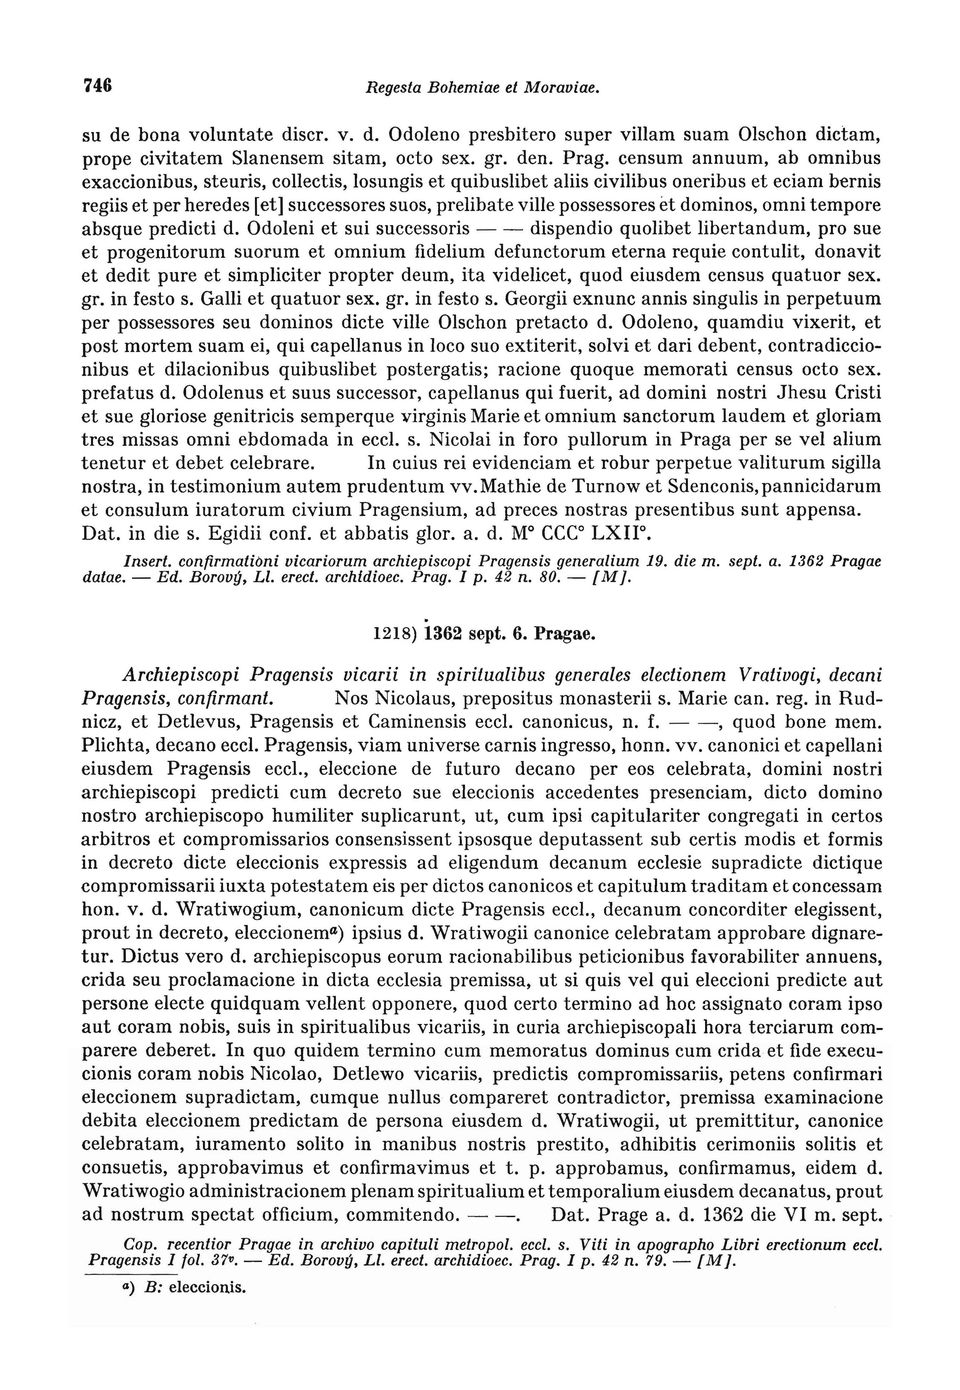 746
Regesta Bohemiae et Moraviae.
su de bona voluntate discr. v. d. Odoleno presbitero super villam suam Olschon dictam,
prope civitatem Slanensem sitam, octo sex. gr. den. Prag. censum annuum, ab omnibus
exaccionibus, steuris, collectis, losungis et quibuslibet aliis civilibus oneribus et eciam bernis
regiis et per heredes [et] successores suos, prelibate ville possessores et dominos, omni tempore
absque predicti d. Odoleni et sui successoris — — dispendio quolibet libertandum, pro sue
et progenitorum suorum et omnium fidelium defunctorum eterna requie contulit, donavit
et dedit pure et simpliciter propter deum, ita videlicet, quod eiusdem census quatuor sex.
gr. in festo s. Galli et quatuor sex. gr. in festo s. Georgii exnunc annis singulis in perpetuum
per possessores seu dominos dicte ville Olschon pretacto d. Odoleno, quamdiu vixerit, et
post mortem suam ei, qui capellanus in loco suo extiterit, solvi et dari debent, contradiccio-
nibus et dilacionibus quibuslibet postergatis; racione quoque memorati census octo sex.
prefatus d. Odolenus et suus successor, capellanus qui fuerit, ad domini nostri Jhesu Cristi
et sue gloriose genitricis semperque virginis Marie et omnium sanctorum laudem et gloriam
tres missas omni ebdomada in eccl. s. Nicolai in foro pullorum in Praga per se vel alium
tenetur et debet celebrare. In cuius rei evidenciam et robur perpetue valiturum sigilla
nostra, in testimonium autem prudentum vv. Mathie de Turnow et Sdenconis, pannicidarum
et consulum iuratorum civium Pragensium, ad preces nostras presentibus sunt appensa.
Dat. in die s. Egidii conf. et abbatis glor. a. d. M° CCC° LXII°.
Insert. confirmationi vicariorum archiepiscopi Pragensis generalium 19. die m. sept. a. 1362 Pragae
datae. — Ed. Borový, Ll. erect. archidioec. Prag. I p. 42 n. 80. — [M].
1218) 1362 sept. 6. Pragae.
Archiepiscopi Pragensis vicarii in spiritualibus generales electionem Vrativogi, decani
Pragensis, confirmant. Nos Nicolaus, prepositus monasterii s. Marie can. reg. in Rud-
nicz, et Detlevus, Pragensis et Caminensis eccl. canonicus, n. f. — —, quod bone mem.
Plichta, decano eccl. Pragensis, viam universe carnis ingresso, honn. vv. canonici et capellani
eiusdem Pragensis eccl., eleccione de futuro decano per eos celebrata, domini nostri
archiepiscopi predicti cum decreto sue eleccionis accedentes presenciam, dicto domino
nostro archiepiscopo humiliter suplicarunt, ut, cum ipsi capitulariter congregati in certos
arbitros et compromissarios consensissent ipsosque deputassent sub certis modis et formis
in decreto dicte eleccionis expressis ad eligendum decanum ecclesie supradicte dictique
compromissarii iuxta potestatem eis per dictos canonicos et capitulum traditam et concessam
hon. v. d. Wratiwogium, canonicum dicte Pragensis eccl., decanum concorditer elegissent,
prout in decreto, eleccionem a) ipsius d. Wratiwogii canonice celebratam approbare dignare-
tur. Dictus vero d. archiepiscopus eorum racionabilibus peticionibus favorabiliter annuens,
crida seu proclamacione in dicta ecclesia premissa, ut si quis vel qui eleccioni predicte aut
persone electe quidquam vellent opponere, quod certo termino ad hoc assignato coram ipso
aut coram nobis, suis in spiritualibus vicariis, in curia archiepiscopali hora terciarum com-
parere deberet. In quo quidem termino cum memoratus dominus cum crida et fide execu-
cionis coram nobis Nicolao, Detlewo vicariis, predictis compromissariis, petens confirmari
eleccionem supradictam, cumque nullus compareret contradictor, premissa examinacione
debita eleccionem predictam de persona eiusdem d. Wratiwogii, ut premittitur, canonice
celebratam, iuramento solito in manibus nostris prestito, adhibitis cerimoniis solitis et
consuetis, approbavimus et confirmavimus et t. p. approbamus, confirmamus, eidem d.
Wratiwogio administracionem plenam spiritualium et temporalium eiusdem decanatus, prout
ad nostrum spectat officium, commitendo. — —. Dat. Prage a. d. 1362 die VI m. sept.
Cop. recentior Pragae in archivo capituli metropol. eccl. s. Viti in apographo Libri erectionum eccl.
Pragensis I fol. 37v. — Ed. Borový, Ll. erect. archidioec. Prag. I p. 42 n. 79. — [M].
a) B: eleccionis.